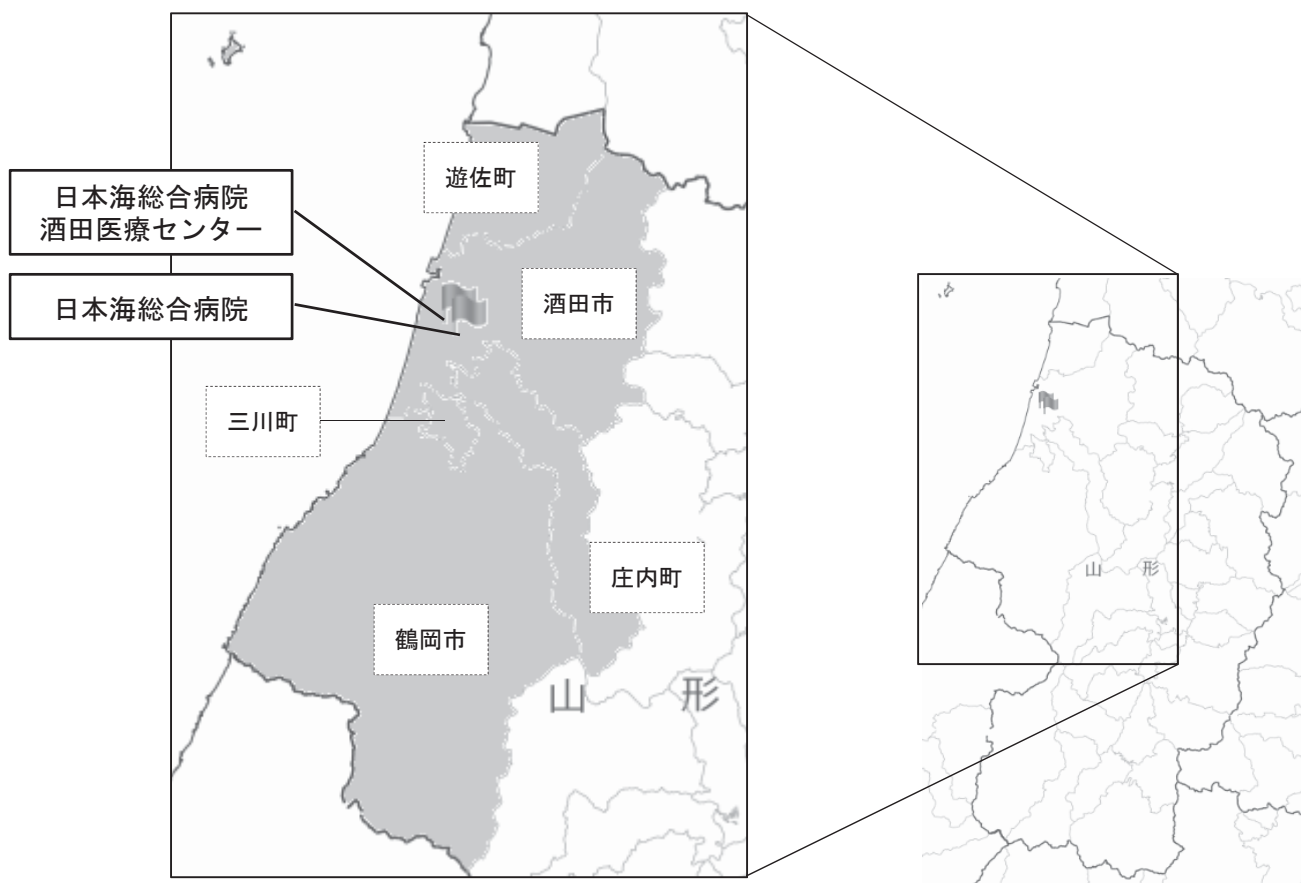 遊佐町
日本海総合病院
酒田医療センター
日本海総合病院
酒田市
三川町
庄内町
鶴岡市
山 形
山 形